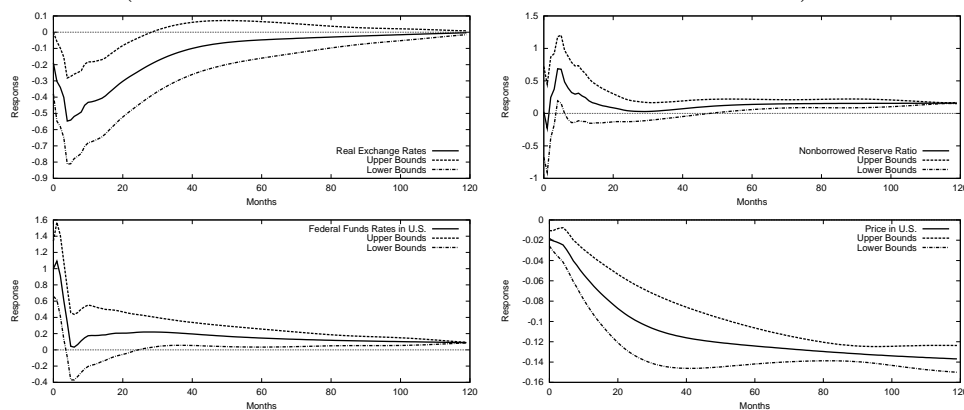 0.1
0
-0.1
-0.2
-0.3
-0.4
-0.5
-0.6
-0.7
-0.8
-0.9
Response
0 20 40 60 80 100 120
Months
Real Exchange Rates
Upper Bounds
Lower Bounds
1.5
1
0.5
0
-0.5
-1
Response
0 20 40 60 80 100 120
Months
Nonborrowed Reserve Ratio
Upper Bounds
Lower Bounds
1.6
1.4
1.2
1
0.8
0.6
0.4
0.2
0
-0.2
-0.4
Response
0 20 40 60 80 100 120
Months
Federal Funds Rates in U.S.
Upper Bounds
Lower Bounds
0
-0.02
-0.04
-0.06
-0.08
-0.1
-0.12
-0.14
-0.16
Response
0 20 40 60 80 100 120
Months
Price in U.S.
Upper Bounds
Lower Bounds